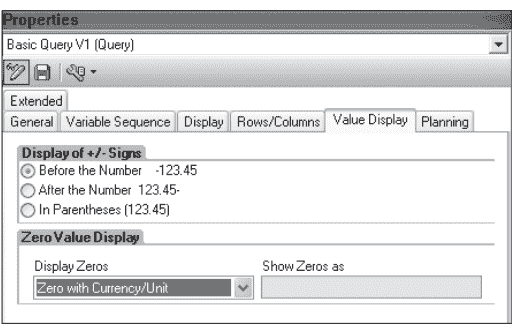 Properties
Basic Query V1 (Query)
Extended
General Variable Sequence Display Rows/Columns Value Display Planning
Display of +/- Signs
Before the Number -123.45
After the Number 123.45-
In Parentheses (123.45)
Zero Value Display
Display Zeros Show Zeros as
Zero with Currency/Unit